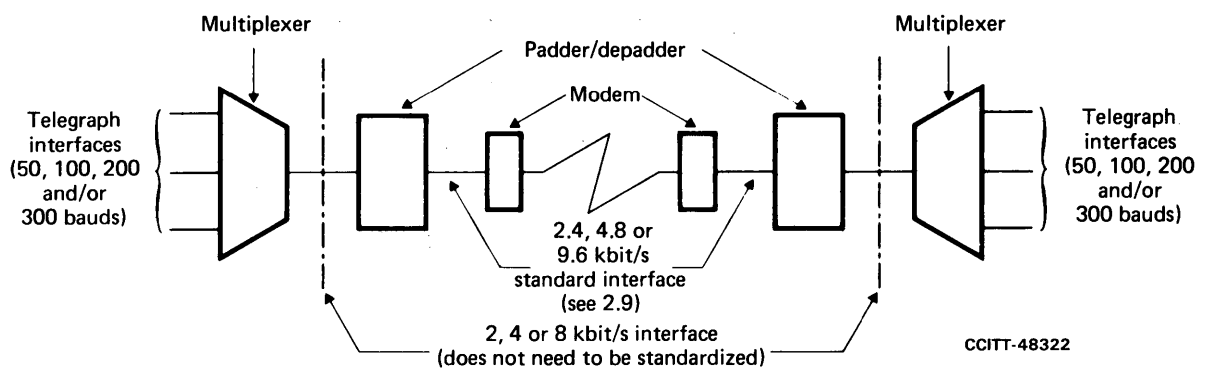 Multiplexer
Multiplexer
Padder/depadder
Modem
Telegraph
interfaces
(50, 100, 200
and/or
300 bauds)
Telegraph
interfaces
(50, 100, 200
and/or
300 bauds)
2.4, 4.8 or
9.6 kbit/s
standard interface
(see 2.9)
2, 4 or 8 kbit/s interface
(does not need to be standardized)
CCITT-48322